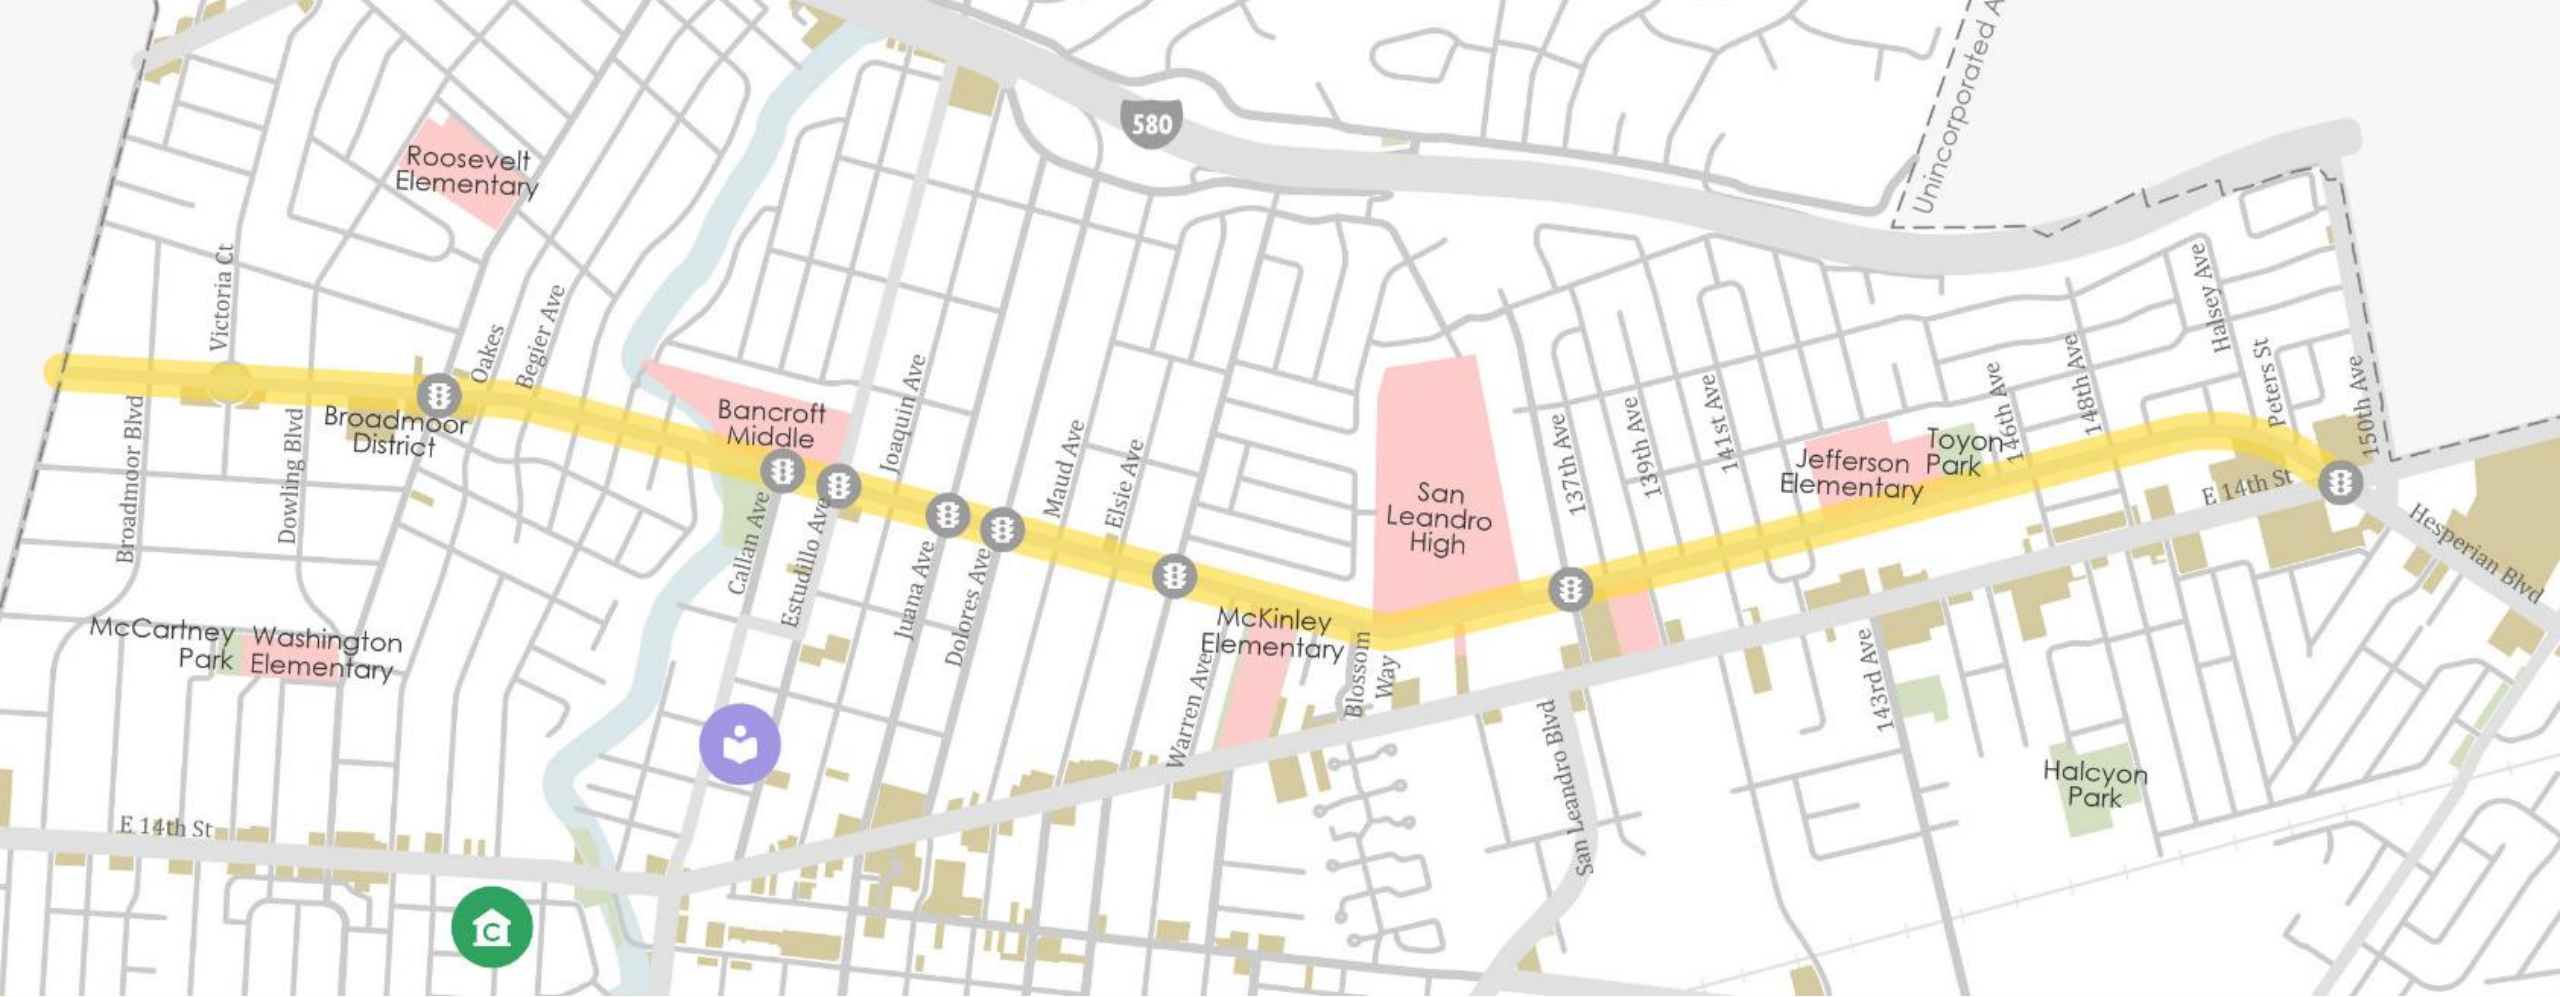 Unincorporated A
580
Roosevelt
Elementary
Victoria Ct
Halsey Ave
Oakes
Begier Ave
Peters St
150th Ave
Joaquin Ave
148th Ave
146th Ave
141st Ave
139th Ave
137th Ave
Broadmoor Blvd
Dowling Blvd
Broadmoor
District
Bancroft
Middle
Maud Ave
Elsie Ave
Toyon
Park
Jefferson
Elementary
San
Leandro
High
E 14th St
Hesperian Blvd
Callan Ave
Estudillo Ave
Juana Ave
Dolores Ave
McKinley
Elementary
Blossom
Way
Warren Ave
McCartney
Park
Washington
Elementary
143rd Ave
San Leandro Blvd
Halcyon
Park
E 14th St
C